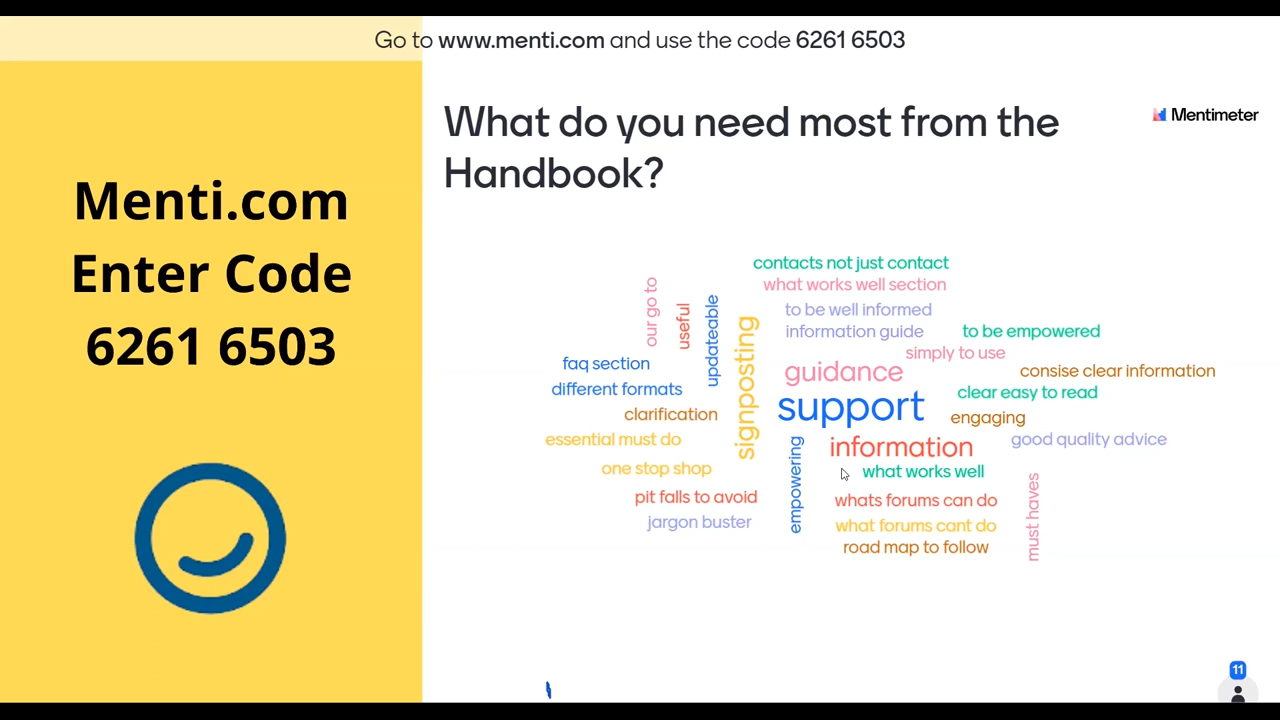 Go to www.menti.com and use the code 6261 6503
Menti.com
Enter Code
6261 6503
What do you need most from the
Handbook?
Mentimeter
contacts not just contact
what works well section
our go to
useful
updateable
signposting
to be well informed
information guide
to be empowered
simply to use
faq section
guidance
consise clear information
different formats
clear easy to read
support
clarification
engaging
essential must do
information
good quality advice
one stop shop
empowering
what works well
pit falls to avoid
whats forums can do
must haves
jargon buster
what forums cant do
road map to follow
11